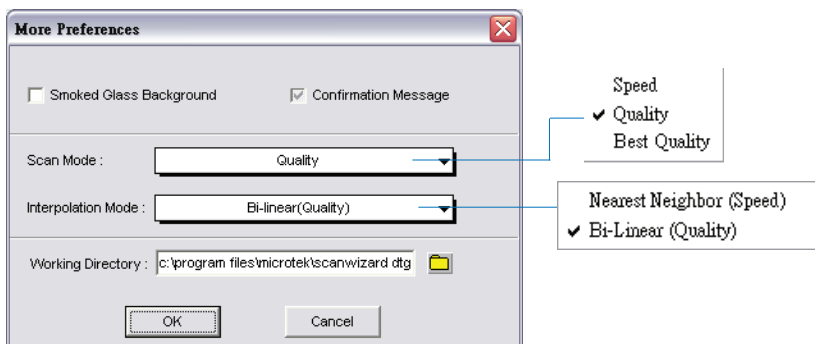 More Preferences
Smoked Glass Background
Confirmation Message
Scan Mode :
Quality
Interpolation Mode :
Bi-linear(Quality)
Working Directory :
c:\program files\microtek\scanwizard dtg
OK
Cancel
Speed
Quality
Best Quality
Nearest Neighbor (Speed)
Bi-Linear (Quality)